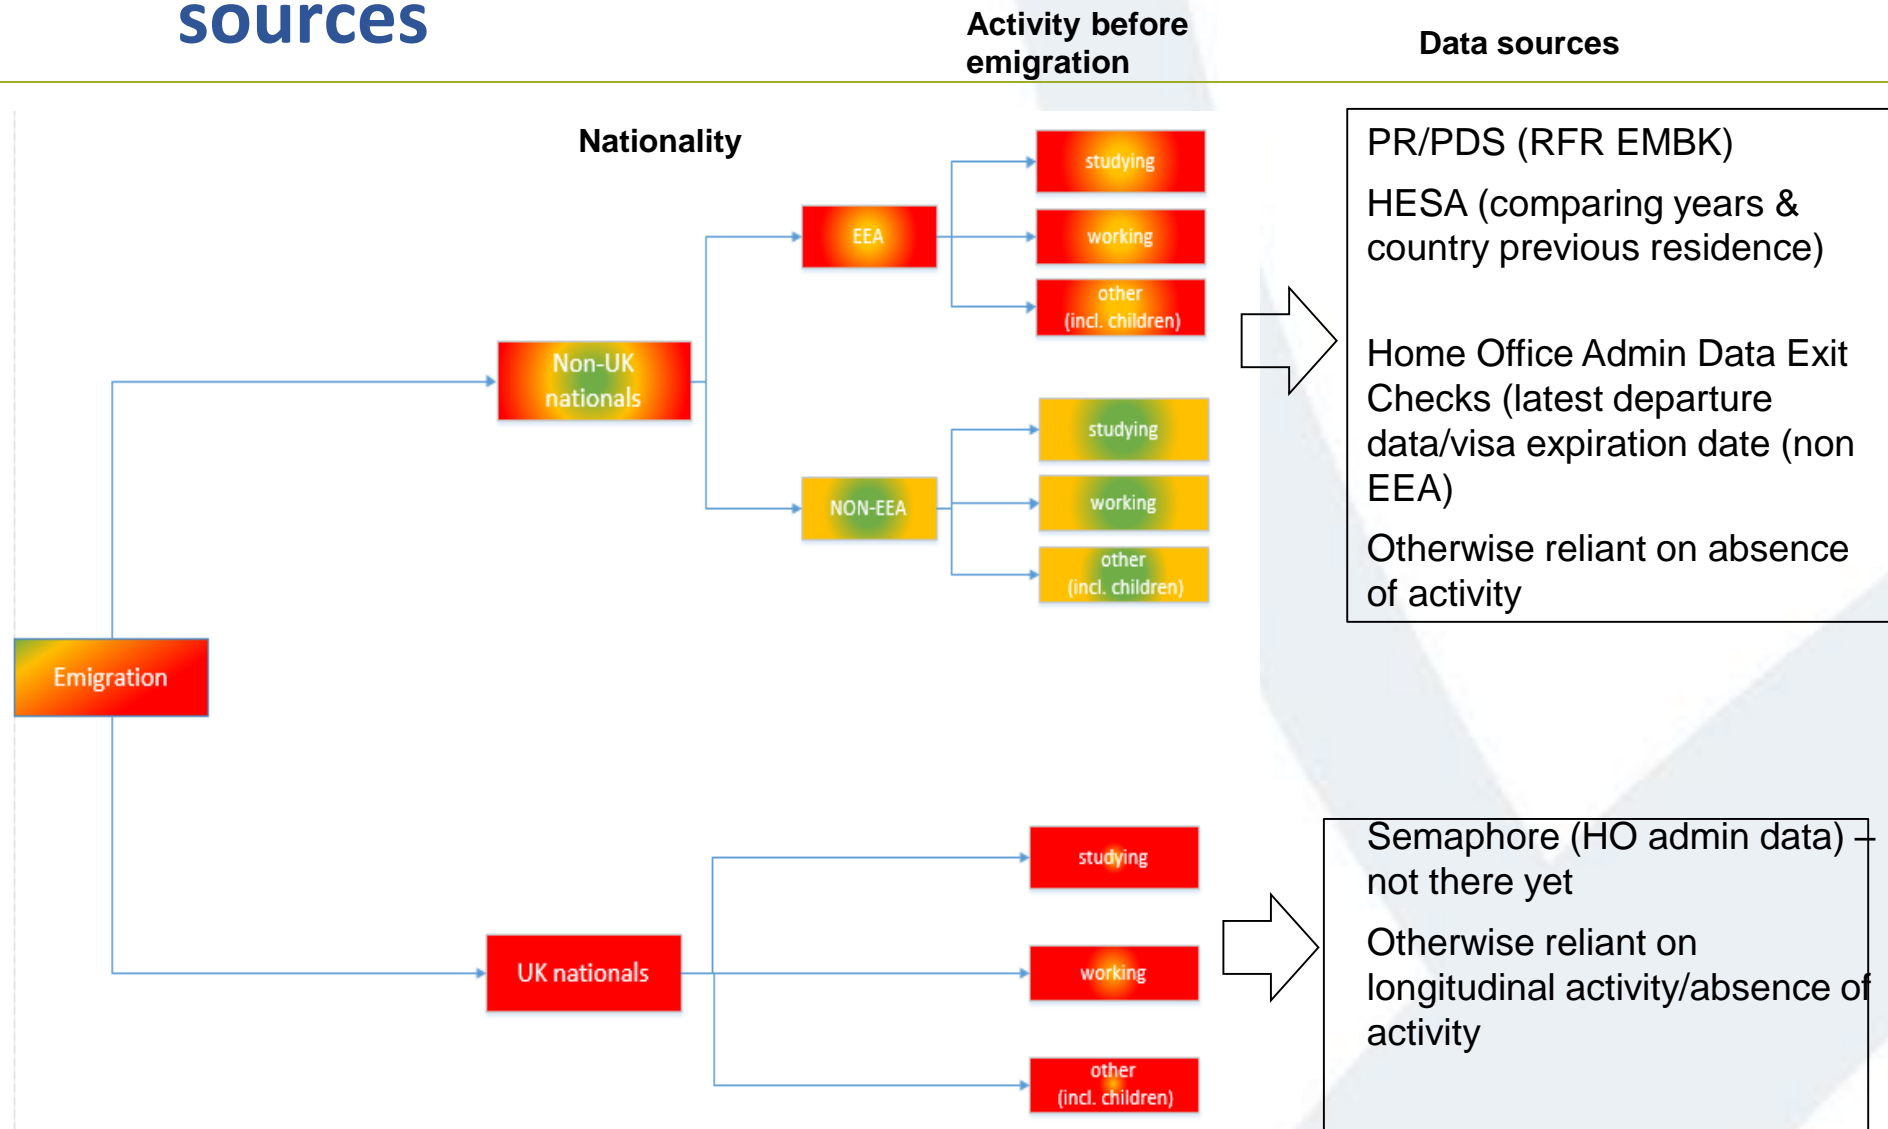 sources
Activity before
emigration
Data sources
Nationality
studying
EEA
working
other
(incl. children)
Non-UK
nationals
studying
NON-EEA
working
other
(incl. children)
PR/PDS (RFR EMBK)
HESA (comparing years &
country previous residence)
Home Office Admin Data Exit
Checks (latest departure
data/visa expiration date (non
EEA)
Otherwise reliant on absence
of activity
Emigration
UK nationals
studying
working
other
(incl. children)
Semaphore (HO admin data) –
not there yet
Otherwise reliant on
longitudinal activity/absence of
activity